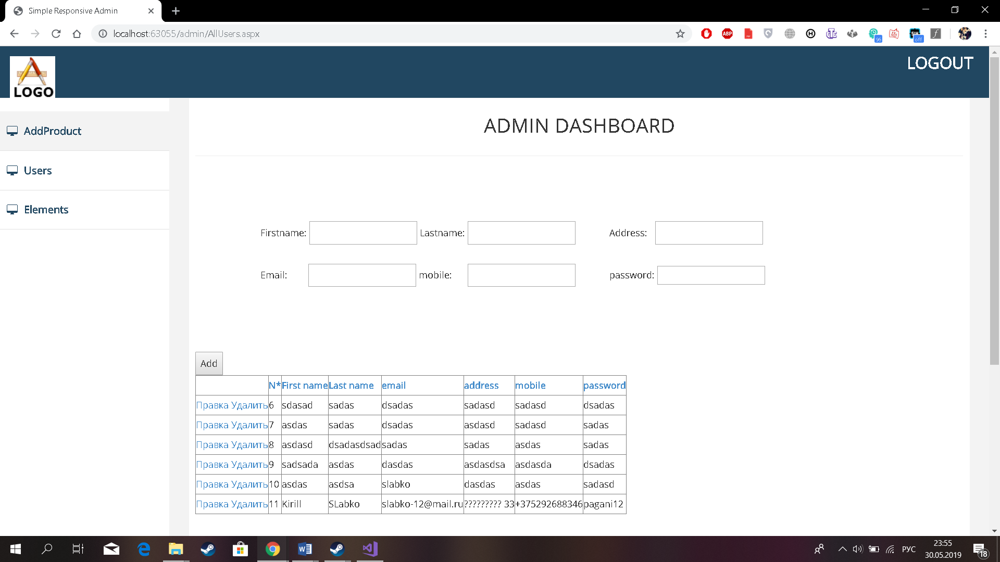 Simple Responsive Admin
localhost:63055/admin/AllUsers.aspx
ABP
96
off
LOGO
LOGOUT
AddProduct
Users
Elements
ADMIN DASHBOARD
Firstname: Lastname: Address:
Email: mobile: password:
Add
N* First name Last name email address mobile password
Правка Удалить 6 sdasad sadas dsadas sadasd sadasd dsadas
Правка Удалить 7 asdas sadas dsadas asdasd sadasd sadas
Правка Удалить 8 asdasd dsadasdsad sadas sadas asdas sadas
Правка Удалить 9 sadsada asdas dasdas asdasdsa asdasda dsadas
Правка Удалить 10 asdas asdsa slabko dasdas asdas sadasd
Правка Удалить 11 Kirill SLabko slabko-12@mail.ru ????????? 33 +375292688346 pagani12
РУС
23:55
30.05.2019
18